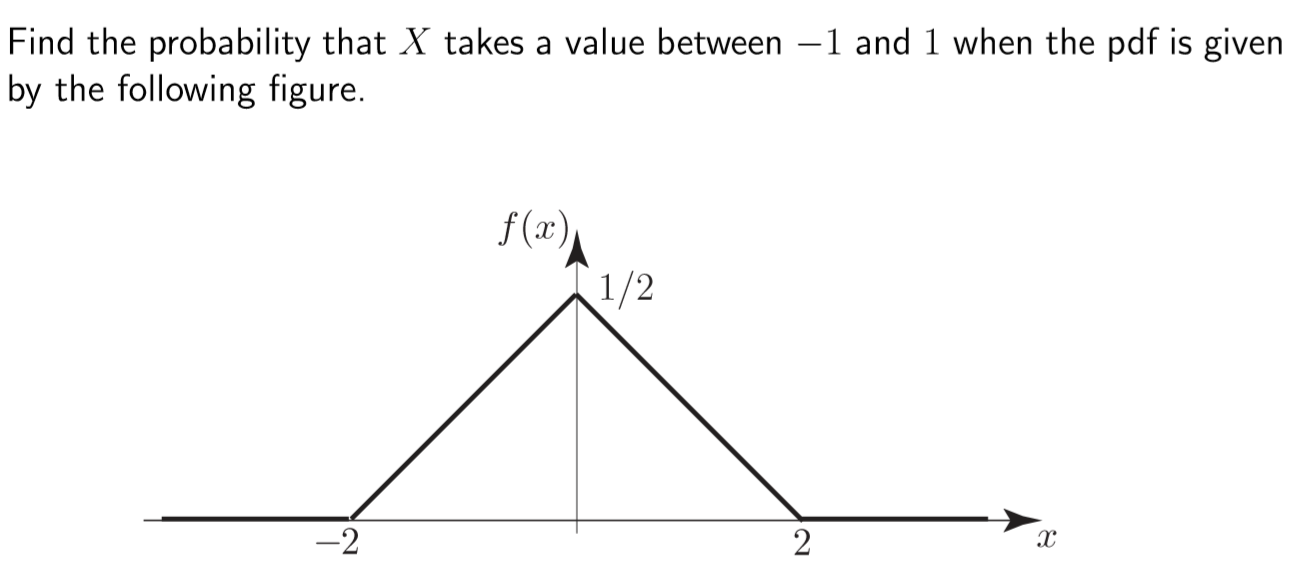 Find the probability that X takes a value between −1 and 1 when the pdf is given
by the following figure.
f(x)
1/2
−2
2
x